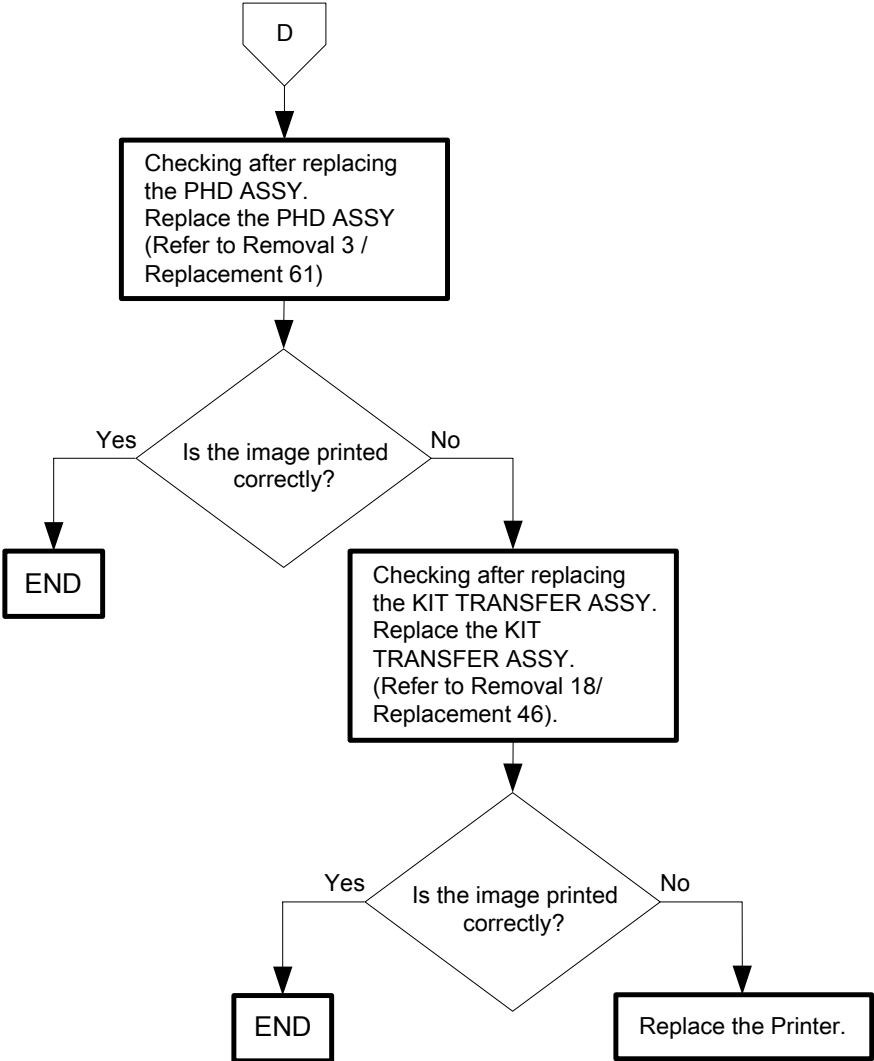 D
Checking after replacing
the PHD ASSY.
Replace the PHD ASSY
(Refer to Removal 3 /
Replacement 61)
Is the image printed
correctly?
Yes
No
END
Checking after replacing
the KIT TRANSFER ASSY.
Replace the KIT
TRANSFER ASSY.
(Refer to Removal 18/
Replacement 46).
Is the image printed
correctly?
Yes
No
END
Replace the Printer.